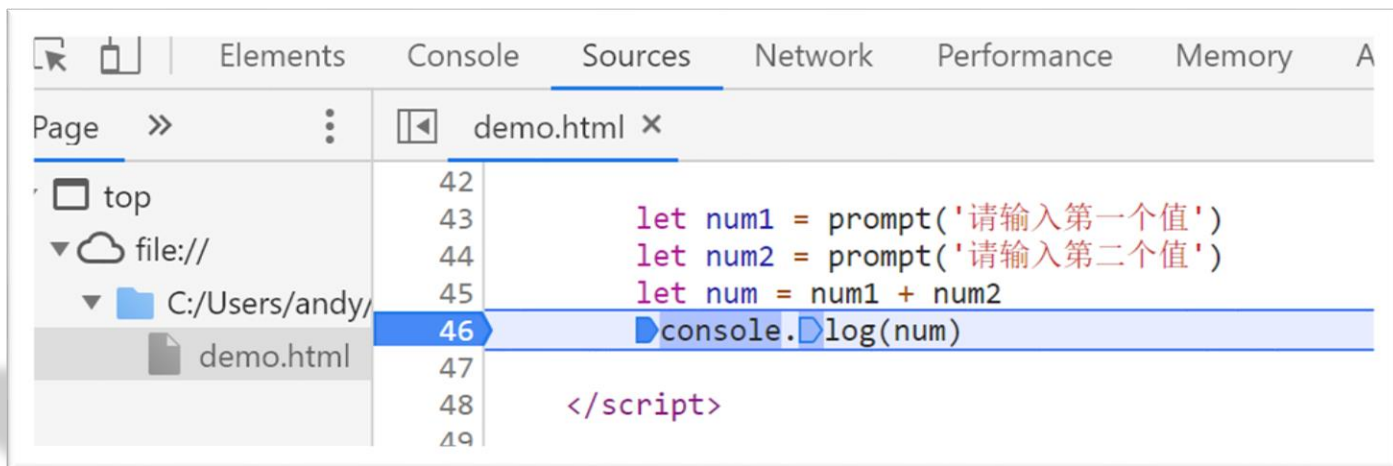 Elements Console Sources Network Performance Memory A
Page » demo.html ×
top
file://
C:/Users/andy/
demo.html
42
43 let num1 = prompt('请输入第一个值')
44 let num2 = prompt('请输入第二个值')
45 let num = num1 + num2
46 console.log(num)
47
48 </script>
49